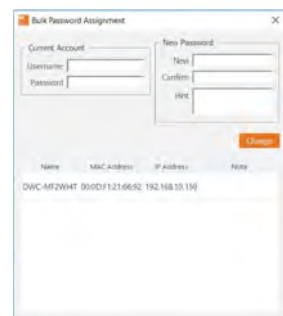 Bulk Password Assignment
Current Account
Username
Password
New Password
New
Confirm
Hint
Change
Name MAC Address IP Address Note
DWC-MF2WI4T 00:0D:F1:21:66:92 192.168.10.150